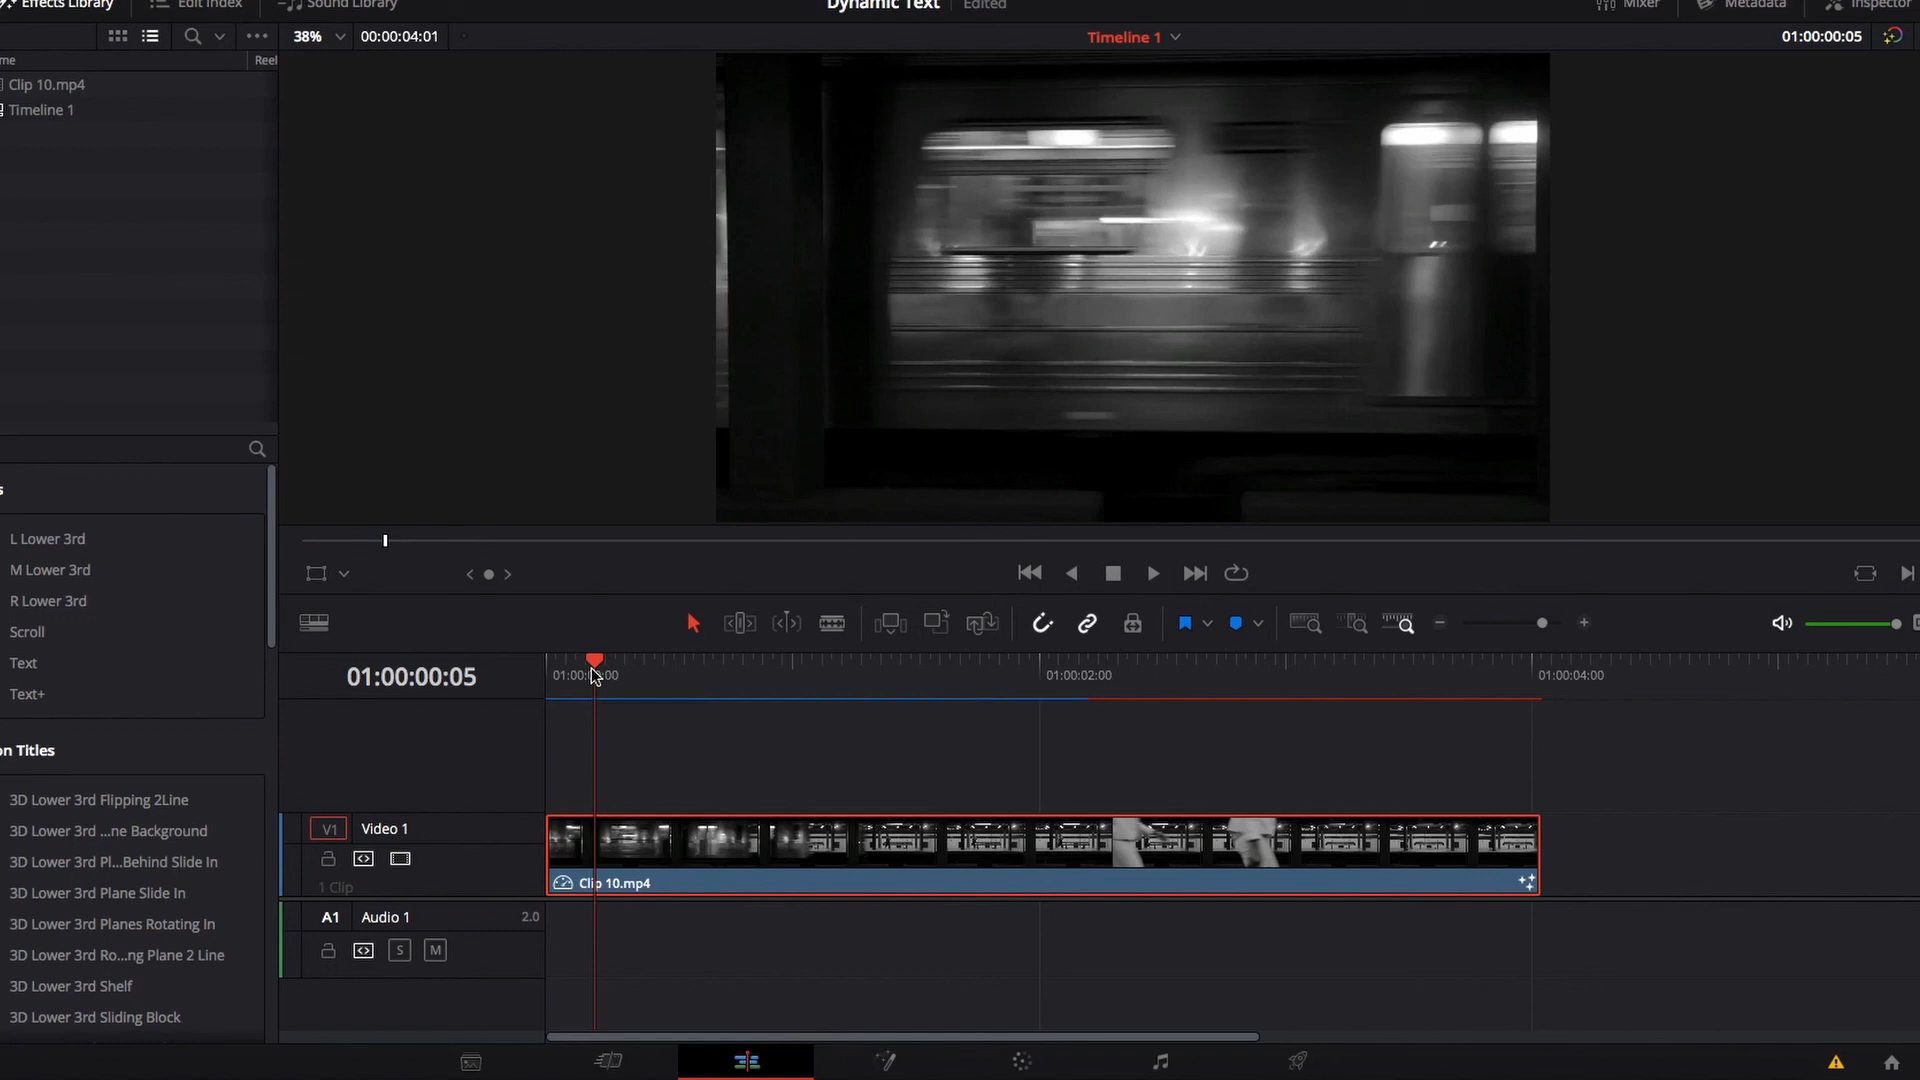 Effects Library
Edit Index
Sound Library
Dynamic Text
Edited
Mixer
Metadata
Inspector
38%
00:00:04:01
Timeline 1
01:00:00:05
me
Reel
Clip 10.mp4
Timeline 1
s
L Lower 3rd
M Lower 3rd
R Lower 3rd
Scroll
Text
Text+
on Titles
3D Lower 3rd Flipping 2Line
3D Lower 3rd ...ne Background
3D Lower 3rd Pl...Behind Slide In
3D Lower 3rd Plane Slide In
3D Lower 3rd Planes Rotating In
3D Lower 3rd Ro...ng Plane 2 Line
3D Lower 3rd Shelf
3D Lower 3rd Sliding Block
01:00:00:05
01:00:02:00
01:00:04:00
V1
Video 1
1 Clip
Clip 10.mp4
A1
Audio 1
2.0
S
M